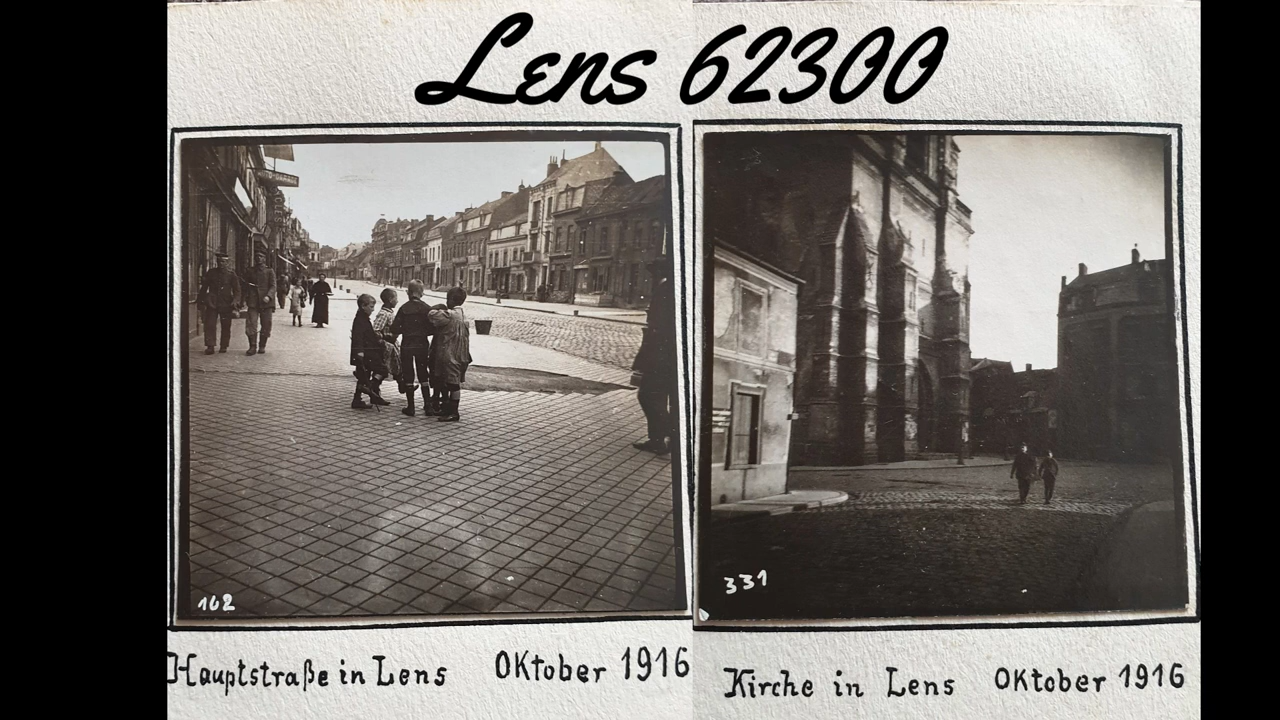 Lens 62300
162
331
Hauptstraße in Lens Oktober 1916
Kirche in Lens Oktober 1916